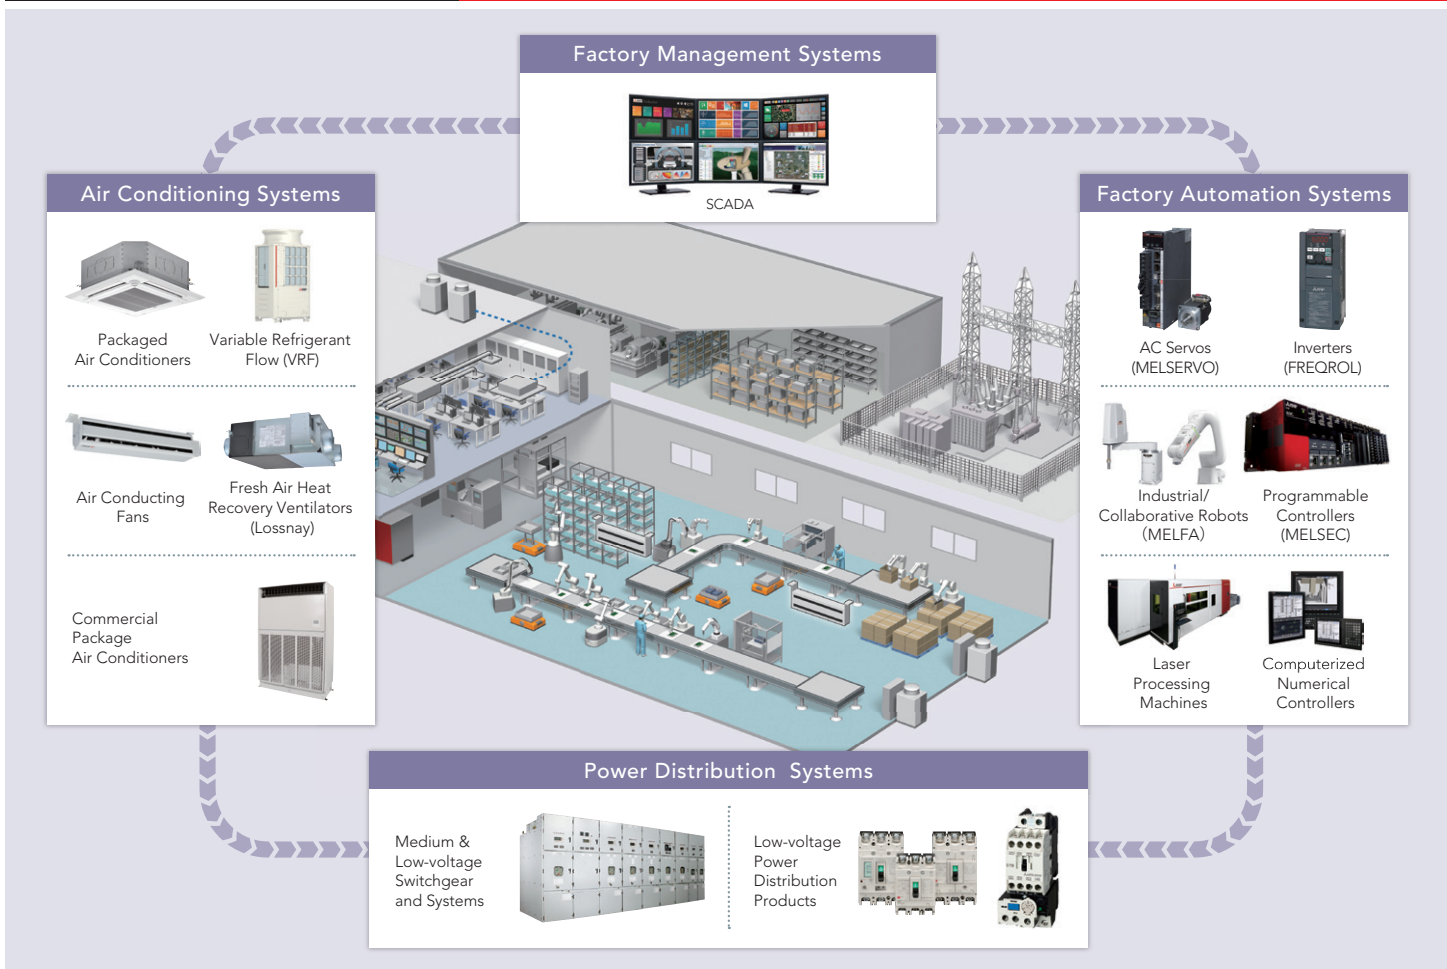 Factory Management Systems
SCADA
Air Conditioning Systems
Packaged
Air Conditioners
Variable Refrigerant
Flow (VRF)
Air Conducting
Fans
Fresh Air Heat
Recovery Ventilators
(Lossnay)
Commercial
Package
Air Conditioners
Factory Automation Systems
AC Servos
(MELSERVO)
Inverters
(FREQROL)
Industrial/
Collaborative Robots
(MELFA)
Programmable
Controllers
(MELSEC)
Laser
Processing
Machines
Computerized
Numerical
Controllers
Power Distribution Systems
Medium &
Low-voltage
Switchgear
and Systems
Low-voltage
Power
Distribution
Products